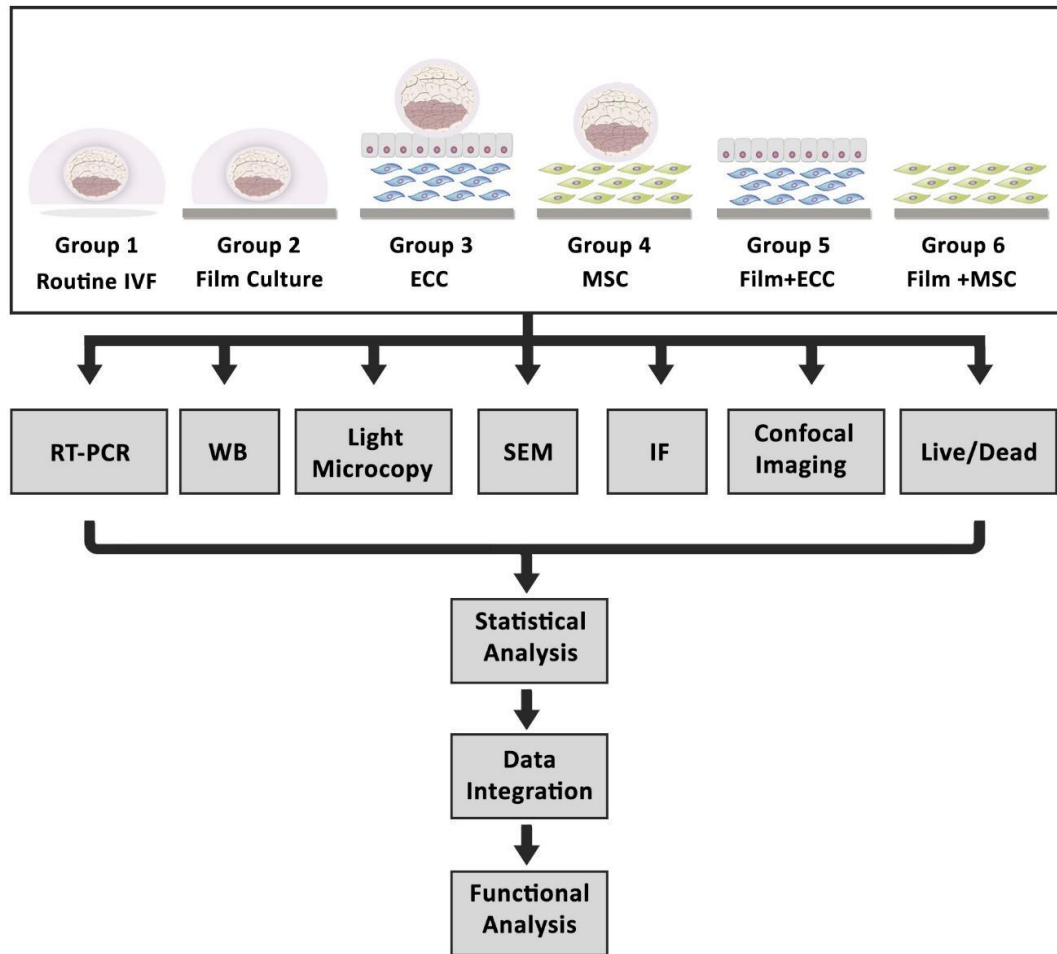 Group 1
Routine IVF
Group 2
Film Culture
Group 3
ECC
Group 4
MSC
Group 5
Film+ECC
Group 6
Film +MSC
RT-PCR
WB
Light
Microcopy
SEM
IF
Confocal
Imaging
Live/Dead
Statistical
Analysis
Data
Integration
Functional
Analysis